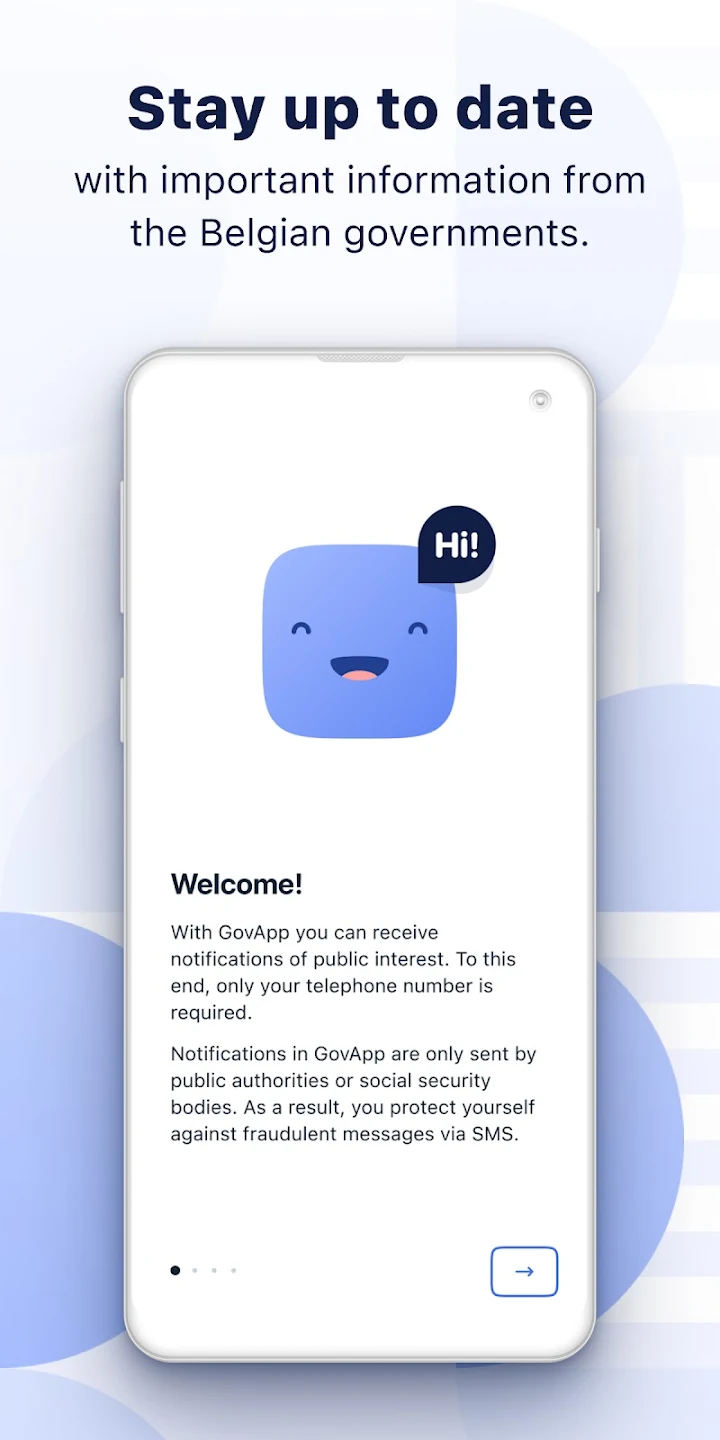 Stay up to date
with important information from
the Belgian governments.
Hi!
Welcome!
With GovApp you can receive
notifications of public interest. To this
end, only your telephone number is
required.
Notifications in GovApp are only sent by
public authorities or social security
bodies. As a result, you protect yourself
against fraudulent messages via SMS.